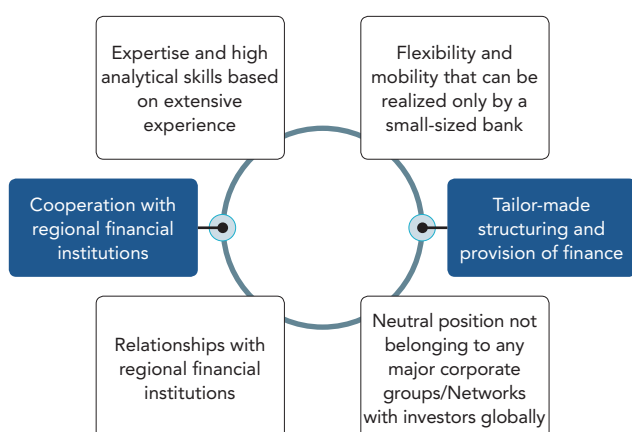 Expertise and high
analytical skills based
on extensive
experience
Flexibility and
mobility that can be
realized only by a
small-sized bank
Cooperation with
regional financial
institutions
Tailor-made
structuring and
provision of finance
Relationships with
regional financial
institutions
Neutral position not
belonging to any
major corporate
groups/Networks
with investors globally